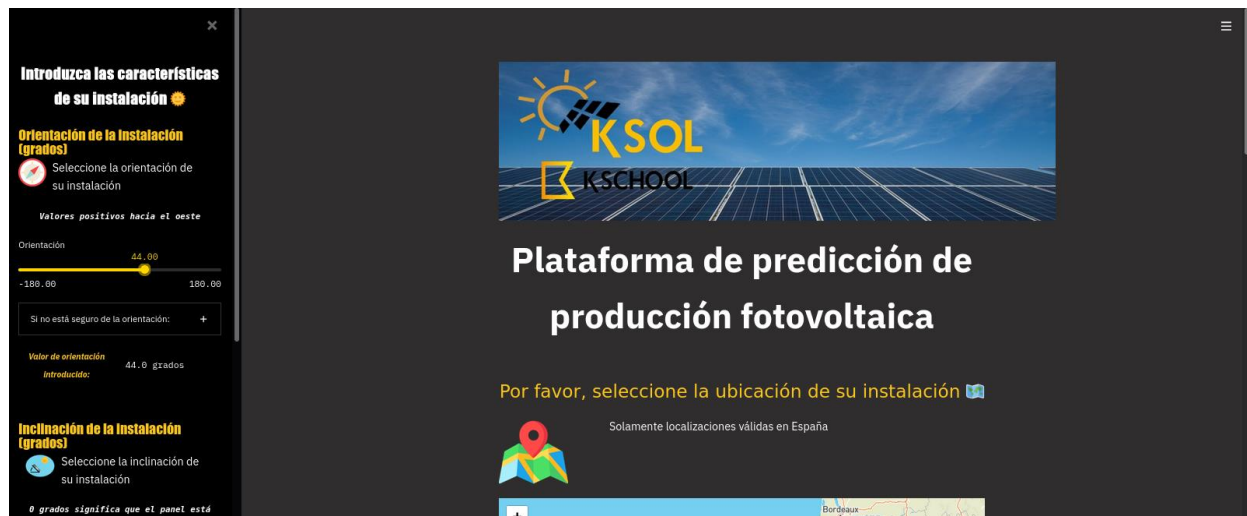 Introduzca las características
de su instalación
Orientación de la Instalación
(grados)
Seleccione la orientación de
su instalación
Valores positivos hacia el oeste
Orientación
44.00
-180.00 180.00
Si no está seguro de la orientación: +
Valor de orientación
introducido:
44.0 grados
Inclinación de la Instalación
(grados)
Seleccione la inclinación de
su instalación
0 grados significa que el panel está
KSOL
KSCHOOL
Plataforma de predicción de
producción fotovoltaica
Por favor, seleccione la ubicación de su instalación
Solamente localizaciones válidas en España
+
Bordeaux